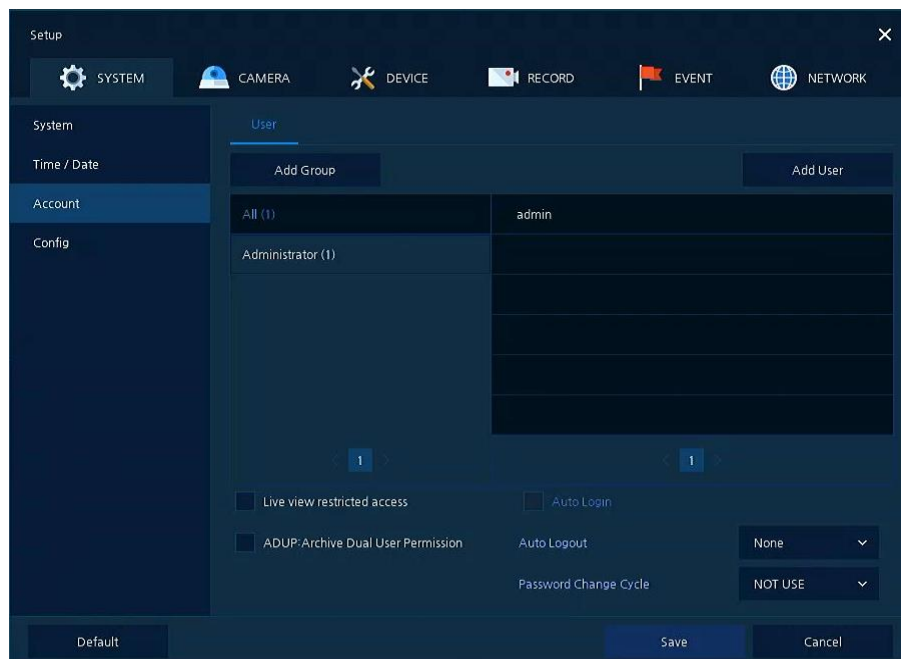 Setup
SYSTEM CAMERA DEVICE RECORD EVENT NETWORK
System
Time / Date
Account
Config
User
Add Group Add User
All (1) admin
Administrator (1)
1 1
Live view restricted access Auto Login
ADUP:Archive Dual User Permission Auto Logout None
Password Change Cycle NOT USE
Default Save Cancel